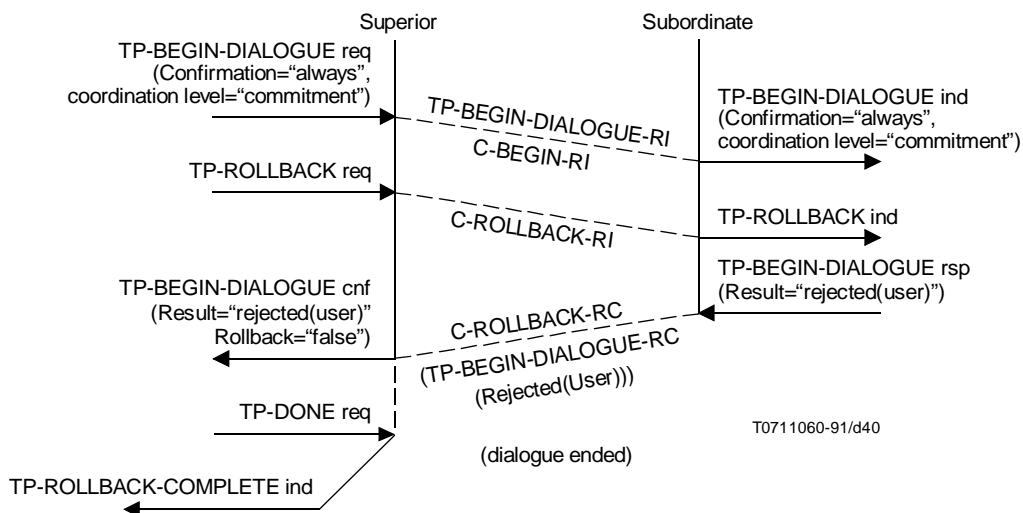 Superior
Subordinate
TP-BEGIN-DIALOGUE req
(Confirmation=“always”,
coordination level=“commitment”)
TP-BEGIN-DIALOGUE-RI
C-BEGIN-RI
TP-BEGIN-DIALOGUE ind
(Confirmation=“always”,
coordination level=“commitment”)
TP-ROLLBACK req
C-ROLLBACK-RI
TP-ROLLBACK ind
TP-BEGIN-DIALOGUE rsp
(Result=“rejected(user)”)
TP-BEGIN-DIALOGUE cnf
(Result=“rejected(user)”
Rollback=“false”)
C-ROLLBACK-RC
(TP-BEGIN-DIALOGUE-RC
(Rejected(User)))
TP-DONE req
T0711060-91/d40
(dialogue ended)
TP-ROLLBACK-COMPLETE ind